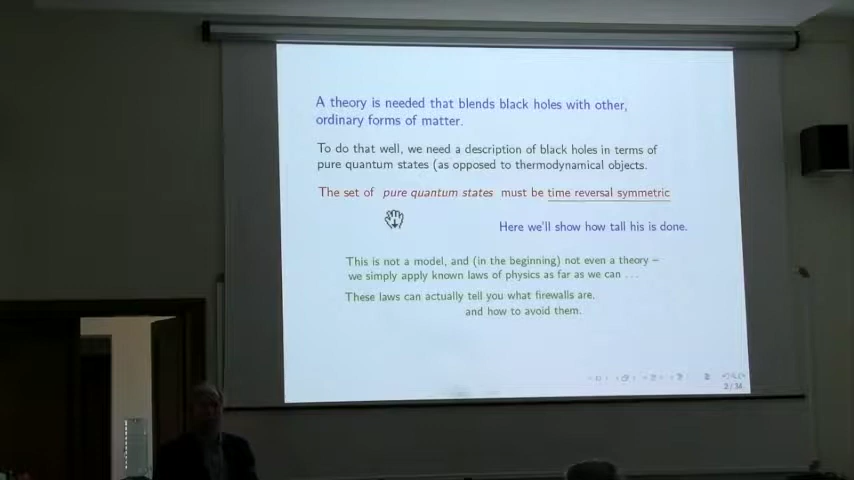 A theory is needed that blends black holes with other,
ordinary forms of matter.
To do that well, we need a description of black holes in terms of
pure quantum states (as opposed to thermodynamical objects.
The set of pure quantum states must be time reversal symmetric
Here we'll show how tall his is done.
This is not a model, and (in the beginning) not even a theory –
we simply apply known laws of physics as far as we can ...
These laws can actually tell you what firewalls are,
and how to avoid them.
2 / 34